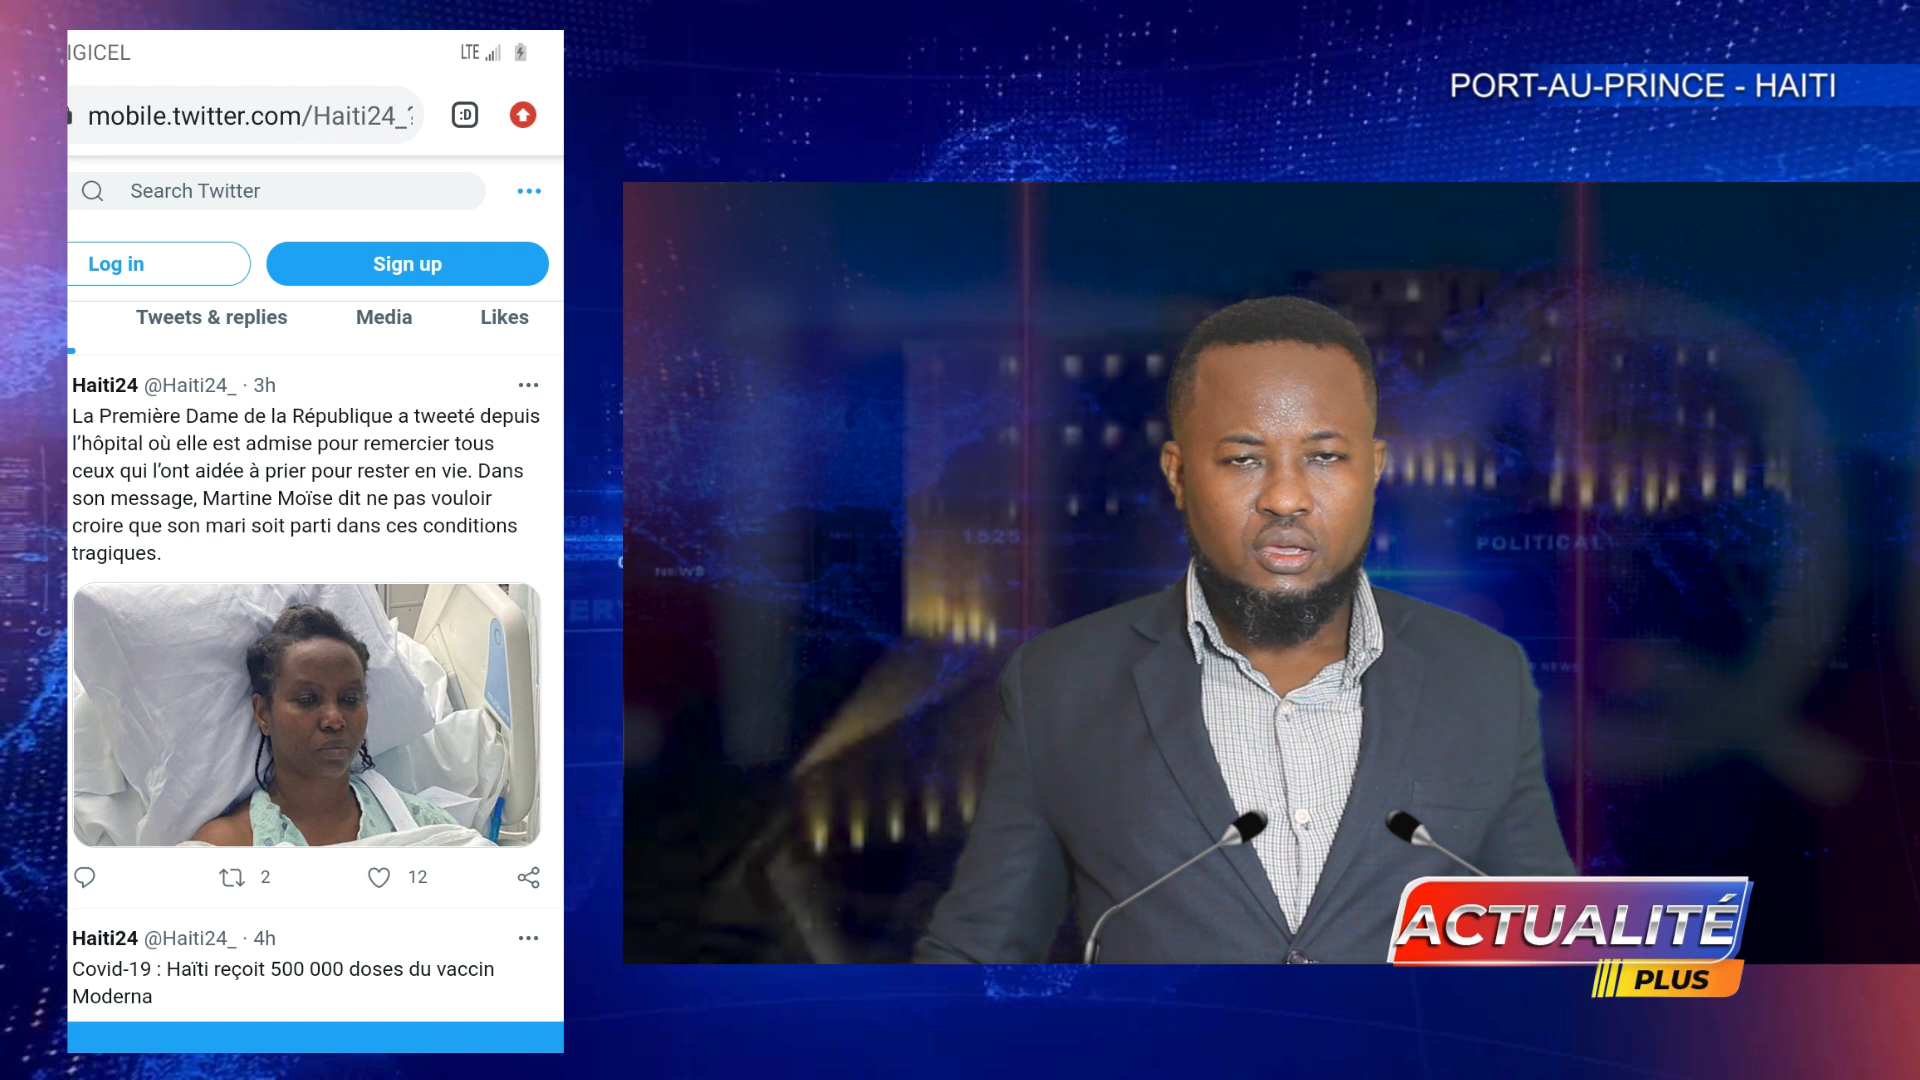 IGICEL
LTE
mobile.twitter.com/Haiti24_
:D
Search Twitter
Log in
Sign up
Tweets & replies
Media
Likes
Haiti24 @Haiti24_ · 3h
La Première Dame de la République a tweeté depuis
l'hôpital où elle est admise pour remercier tous
ceux qui l'ont aidée à prier pour rester en vie. Dans
son message, Martine Moïse dit ne pas vouloir
croire que son mari soit parti dans ces conditions
tragiques.
2
12
Haiti24 @Haiti24_ · 4h
Covid-19 : Haïti reçoit 500 000 doses du vaccin
Moderna
PORT-AU-PRINCE - HAITI
1525
POLITICAL
NEWS
NEWS
ACTUALITÉ
PLUS